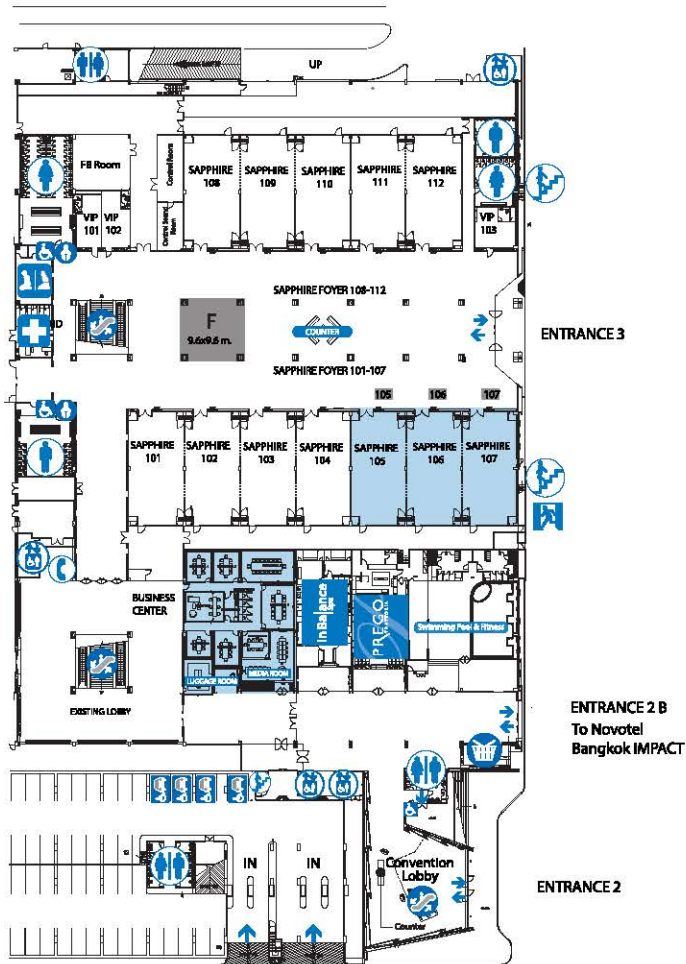 UP
FB Room
Control Room
SAPPHIRE
108
SAPPHIRE
109
SAPPHIRE
110
SAPPHIRE
111
SAPPHIRE
112
VIP
101
VIP
102
Control Sound
Room
VIP
103
SAPPHIRE FOYER 108-112
F
9.6x9.6 m.
COUNTER
ENTRANCE 3
SAPPHIRE FOYER 101-107
105
106
107
SAPPHIRE
101
SAPPHIRE
102
SAPPHIRE
103
SAPPHIRE
104
SAPPHIRE
105
SAPPHIRE
106
SAPPHIRE
107
BUSINESS
CENTER
InBalance
Spa
PREGO
Swimming Pool & Fitness
LUGGAGE ROOM
MEDIA ROOM
EXISTING LOBBY
ENTRANCE 2 B
To Novotel
Bangkok IMPACT
IN
IN
Convention
Lobby
Counter
ENTRANCE 2